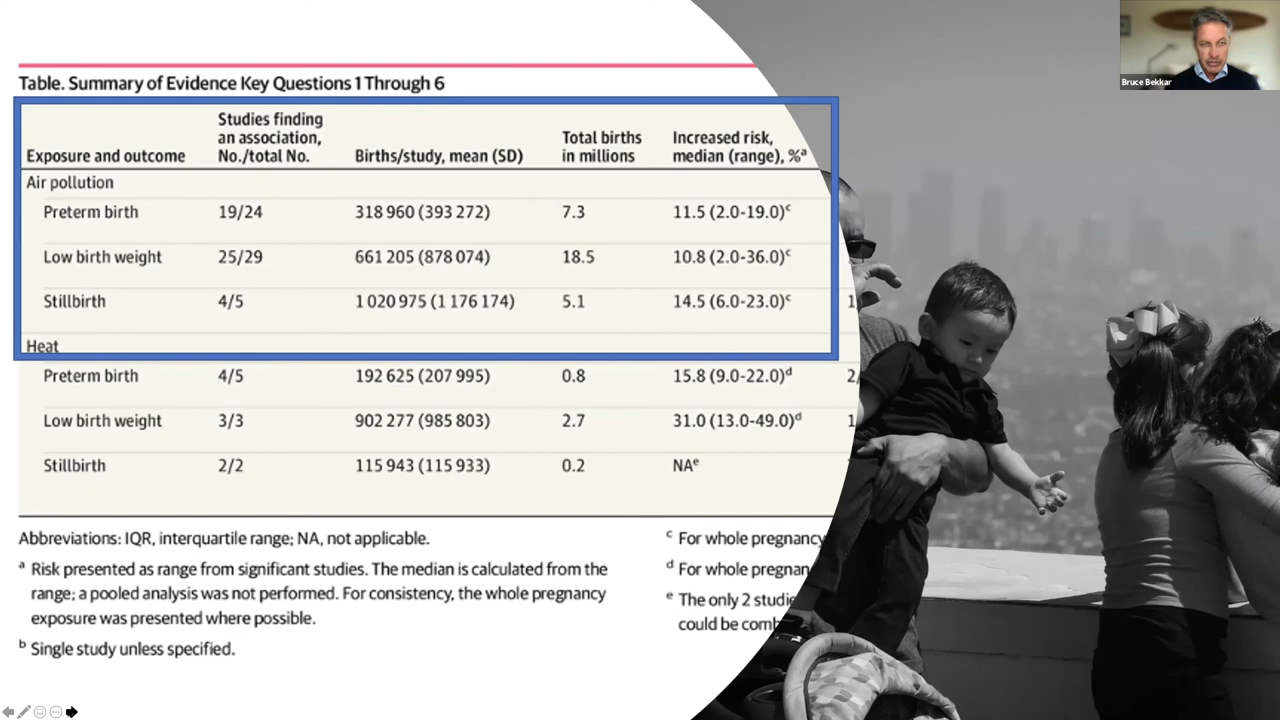 Bruce Bekkar
Table. Summary of Evidence Key Questions 1 Through 6
Exposure and outcome Studies finding an association, No./total No. Births/study, mean (SD) Total births in millions Increased risk, median (range), %ᵃ
Air pollution
Preterm birth 19/24 318 960 (393 272) 7.3 11.5 (2.0-19.0)ᶜ
Low birth weight 25/29 661 205 (878 074) 18.5 10.8 (2.0-36.0)ᶜ
Stillbirth 4/5 1 020 975 (1 176 174) 5.1 14.5 (6.0-23.0)ᶜ 1
Heat
Preterm birth 4/5 192 625 (207 995) 0.8 15.8 (9.0-22.0)ᵈ 2/
Low birth weight 3/3 902 277 (985 803) 2.7 31.0 (13.0-49.0)ᵈ 1
Stillbirth 2/2 115 943 (115 933) 0.2 NAᵉ
Abbreviations: IQR, interquartile range; NA, not applicable.
ᵃ Risk presented as range from significant studies. The median is calculated from the
range; a pooled analysis was not performed. For consistency, the whole pregnancy
exposure was presented where possible.
ᵇ Single study unless specified.
ᶜ For whole pregnancy
ᵈ For whole pregnan
ᵉ The only 2 studie
could be comb